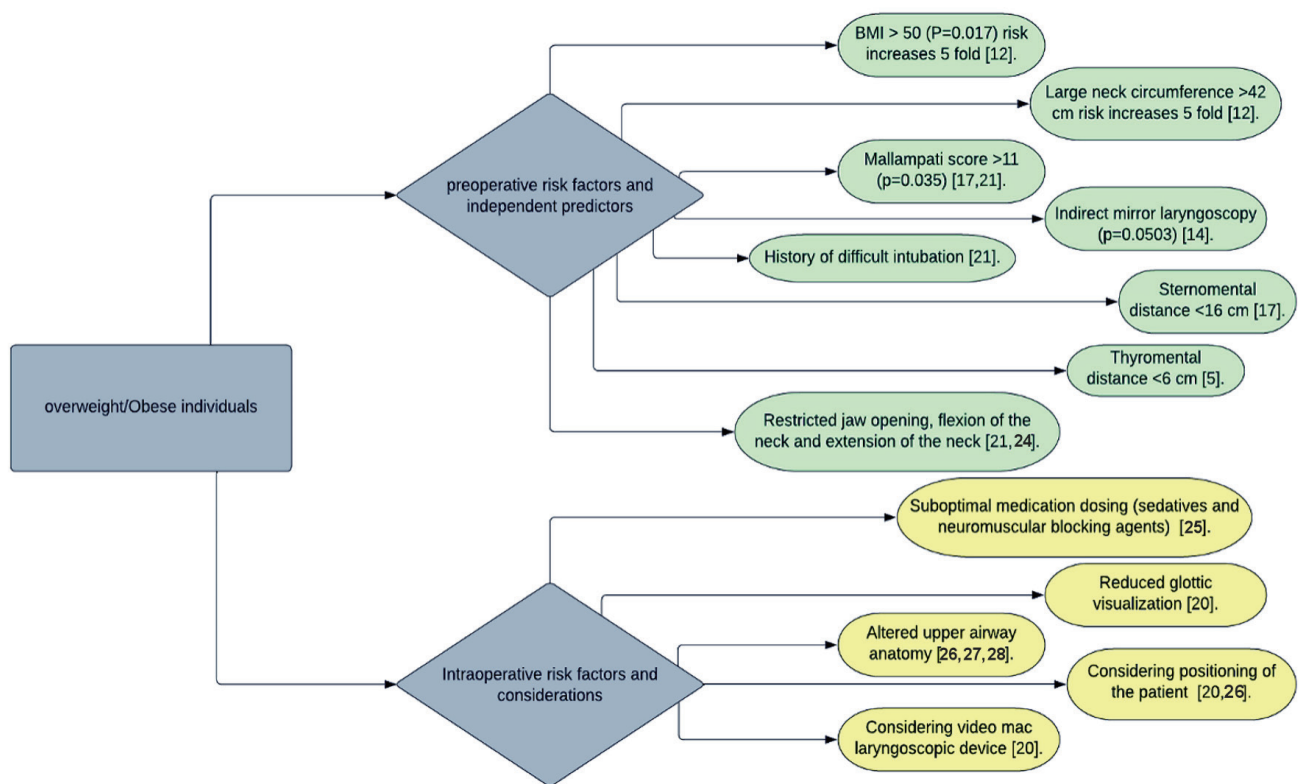 BMI > 50 (P=0.017) risk
increases 5 fold [12].
Large neck circumference >42
cm risk increases 5 fold [12].
Mallampati score >11
(p=0.035) [17,21].
preoperative risk factors and
independent predictors
Indirect mirror laryngoscopy
(p=0.0503) [14].
History of difficult intubation [21].
Sternomental
distance <16 cm [17].
Thyromental
distance <6 cm [5].
overweight/Obese individuals
Restricted jaw opening, flexion of the
neck and extension of the neck [21,24].
Suboptimal medication dosing (sedatives and
neuromuscular blocking agents) [25].
Reduced glottic
visualization [20].
Altered upper airway
anatomy [26,27,28].
Intraoperative risk factors and
considerations
Considering positioning of
the patient [20,26].
Considering video mac
laryngoscopic device [20].